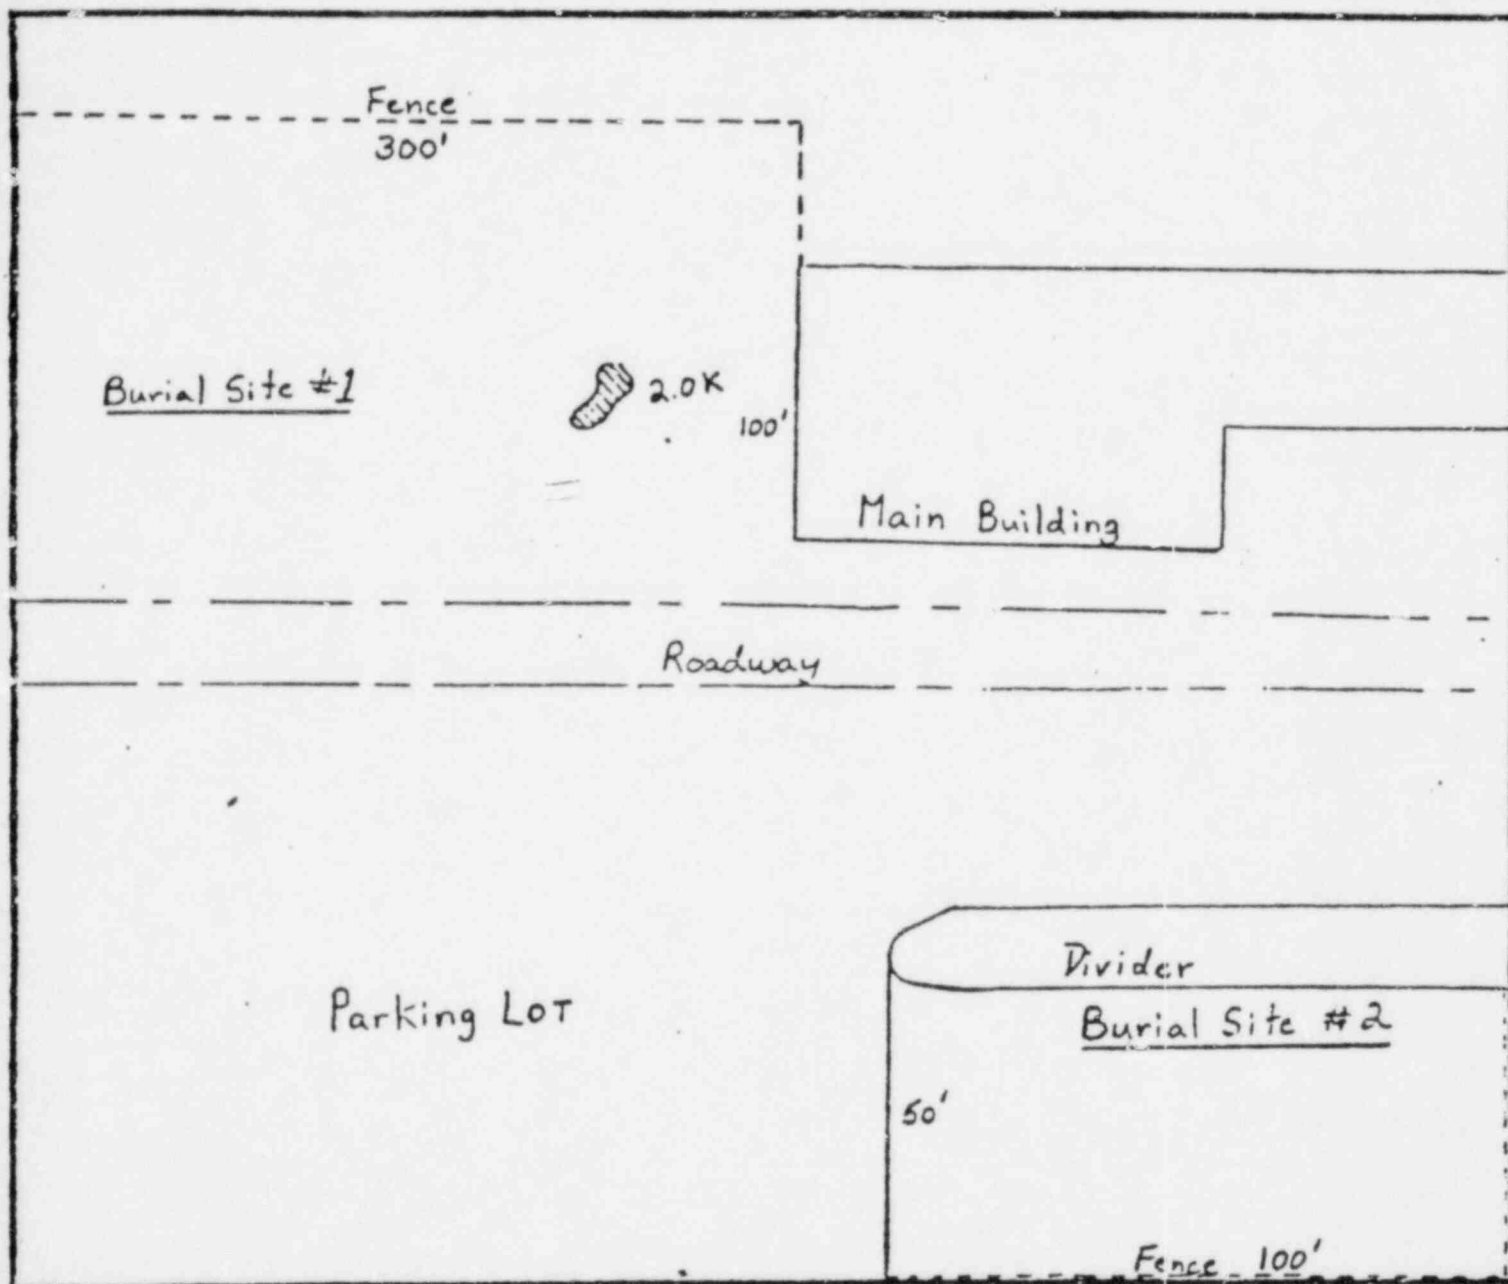 Fence
300'
Burial Site #1
2.0K
100'
Main Building
Roadway
Divider
Parking LOT
Burial Site #2
50'
Fence 100'